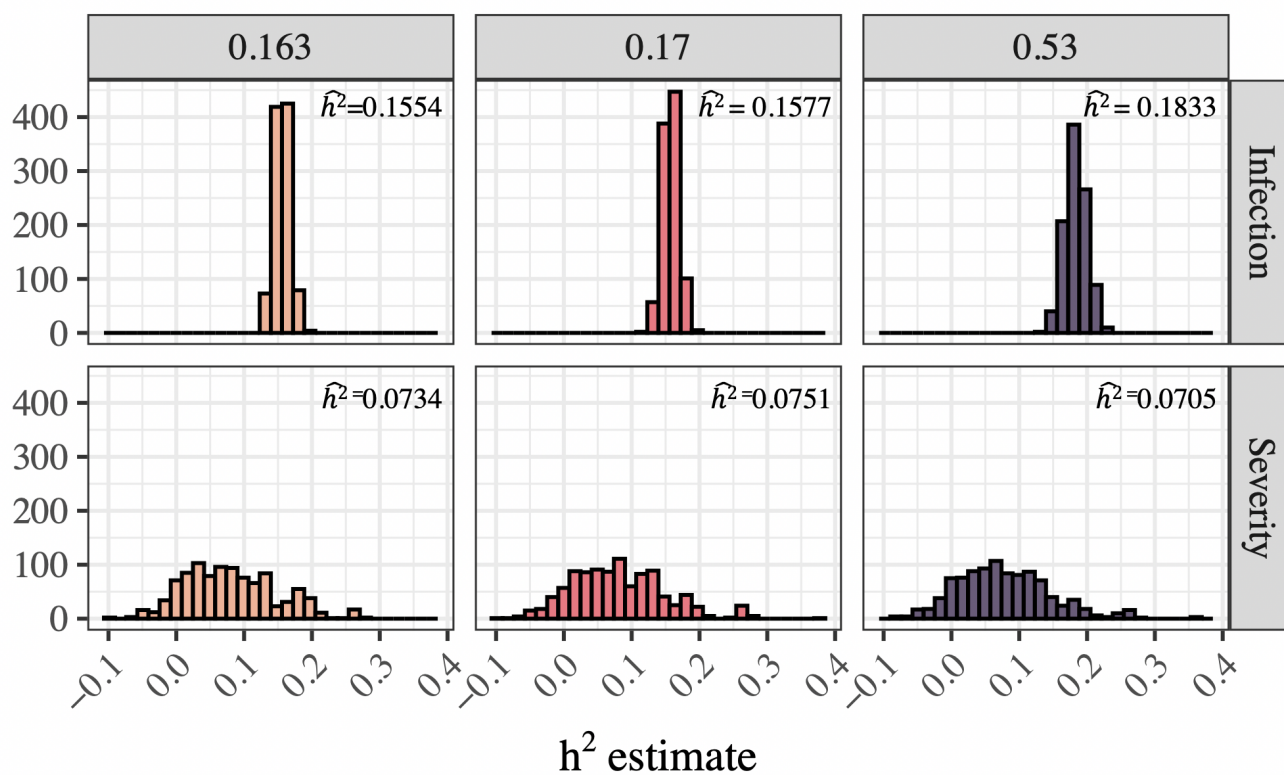 0.163 0.17 0.53
400 ĥ²=0.1554 ĥ² = 0.1577 ĥ² = 0.1833
300
200
100
0
Infection
400 ĥ² =0.0734 ĥ² =0.0751 ĥ² =0.0705
300
200
100
0
Severity
−0.1 0.0 0.1 0.2 0.3 0.4 −0.1 0.0 0.1 0.2 0.3 0.4 −0.1 0.0 0.1 0.2 0.3 0.4
h² estimate